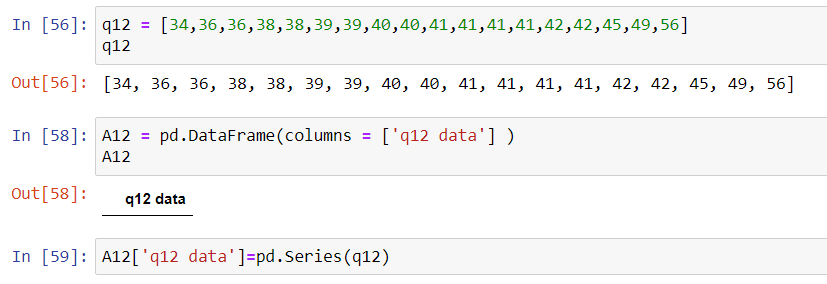 In [56]: q12 = [34,36,36,38,38,39,39,40,40,41,41,41,41,42,42,45,49,56]
q12
Out[56]: [34, 36, 36, 38, 38, 39, 39, 40, 40, 41, 41, 41, 41, 42, 42, 45, 49, 56]
In [58]: A12 = pd.DataFrame(columns = ['q12 data'] )
A12
Out[58]: q12 data
In [59]: A12['q12 data']=pd.Series(q12)